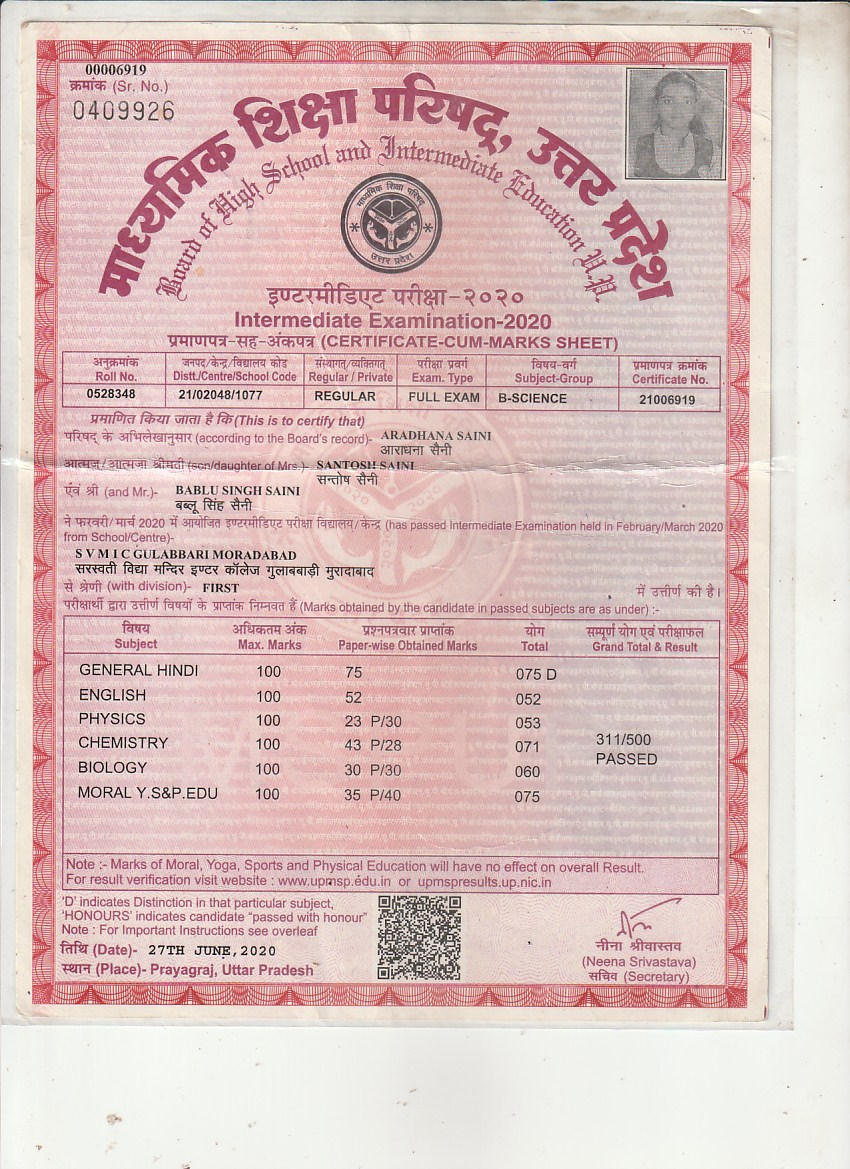 00006919
क्रमांक (Sr. No.)
0409926
माध्यमिक शिक्षा परिषद्, उत्तर प्रदेश
Board of High School and Intermediate Education U.P.
माध्यमिक शिक्षा परिषद्
उत्तर प्रदेश
इण्टरमीडिएट परीक्षा-२०२०
Intermediate Examination-2020
प्रमाणपत्र-सह-अंकपत्र (CERTIFICATE-CUM-MARKS SHEET)
अनुक्रमांक जनपद/केन्द्र/विद्यालय कोड संस्थागत/व्यक्तिगत् परीक्षा प्रवर्ग विषय-वर्ग प्रमाणपत्र क्रमांक
Roll No. Distt./Centre/School Code Regular / Private Exam. Type Subject-Group Certificate No.
0528348 21/02048/1077 REGULAR FULL EXAM B-SCIENCE 21006919
प्रमाणित किया जाता है कि (This is to certify that)
परिषद् के अभिलेखानुसार (according to the Board's record)- ARADHANA SAINI
आराधना सैनी
आत्मज/आत्मजा श्रीमती (son/daughter of Mrs.)- SANTOSH SAINI
सन्तोष सैनी
एवं श्री (and Mr.)- BABLU SINGH SAINI
बब्लू सिंह सैनी
ने फरवरी/मार्च 2020 में आयोजित इण्टरमीडिएट परीक्षा विद्यालय/केन्द्र (has passed Intermediate Examination held in February/March 2020
from School/Centre)-
S V M I C GULABBARI MORADABAD
सरस्वती विद्या मन्दिर इण्टर कॉलेज गुलाबबाड़ी मुरादाबाद
से श्रेणी (with division)- FIRST में उत्तीर्ण की है।
परीक्षार्थी द्वारा उत्तीर्ण विषयों के प्राप्तांक निम्नवत हैं (Marks obtained by the candidate in passed subjects are as under) :-
विषय अधिकतम अंक प्रश्नपत्रवार प्राप्तांक योग सम्पूर्ण योग एवं परीक्षाफल
Subject Max. Marks Paper-wise Obtained Marks Total Grand Total & Result
GENERAL HINDI 100 75 075 D
ENGLISH 100 52 052
PHYSICS 100 23 P/30 053
CHEMISTRY 100 43 P/28 071 311/500
BIOLOGY 100 30 P/30 060 PASSED
MORAL Y.S&P.EDU 100 35 P/40 075
Note :- Marks of Moral, Yoga, Sports and Physical Education will have no effect on overall Result.
For result verification visit website : www.upmsp.edu.in or upmspresults.up.nic.in
'D' indicates Distinction in that particular subject,
'HONOURS' indicates candidate "passed with honour"
Note : For Important Instructions see overleaf
तिथि (Date)- 27TH JUNE,2020
स्थान (Place)- Prayagraj, Uttar Pradesh
नीना श्रीवास्तव
(Neena Srivastava)
सचिव (Secretary)